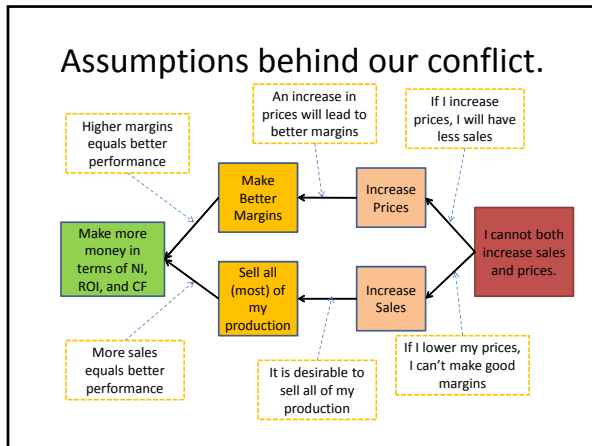 Assumptions behind our conflict.
An increase in
prices will lead to
better margins
If I increase
prices, I will have
less sales
Higher margins
equals better
performance
Make
Better
Margins
Increase
Prices
Make more
money in
terms of NI,
ROI, and CF
I cannot both
increase sales
and prices.
Sell all
(most) of
my
production
Increase
Sales
More sales
equals better
performance
It is desirable to
sell all of my
production
If I lower my prices,
I can't make good
margins